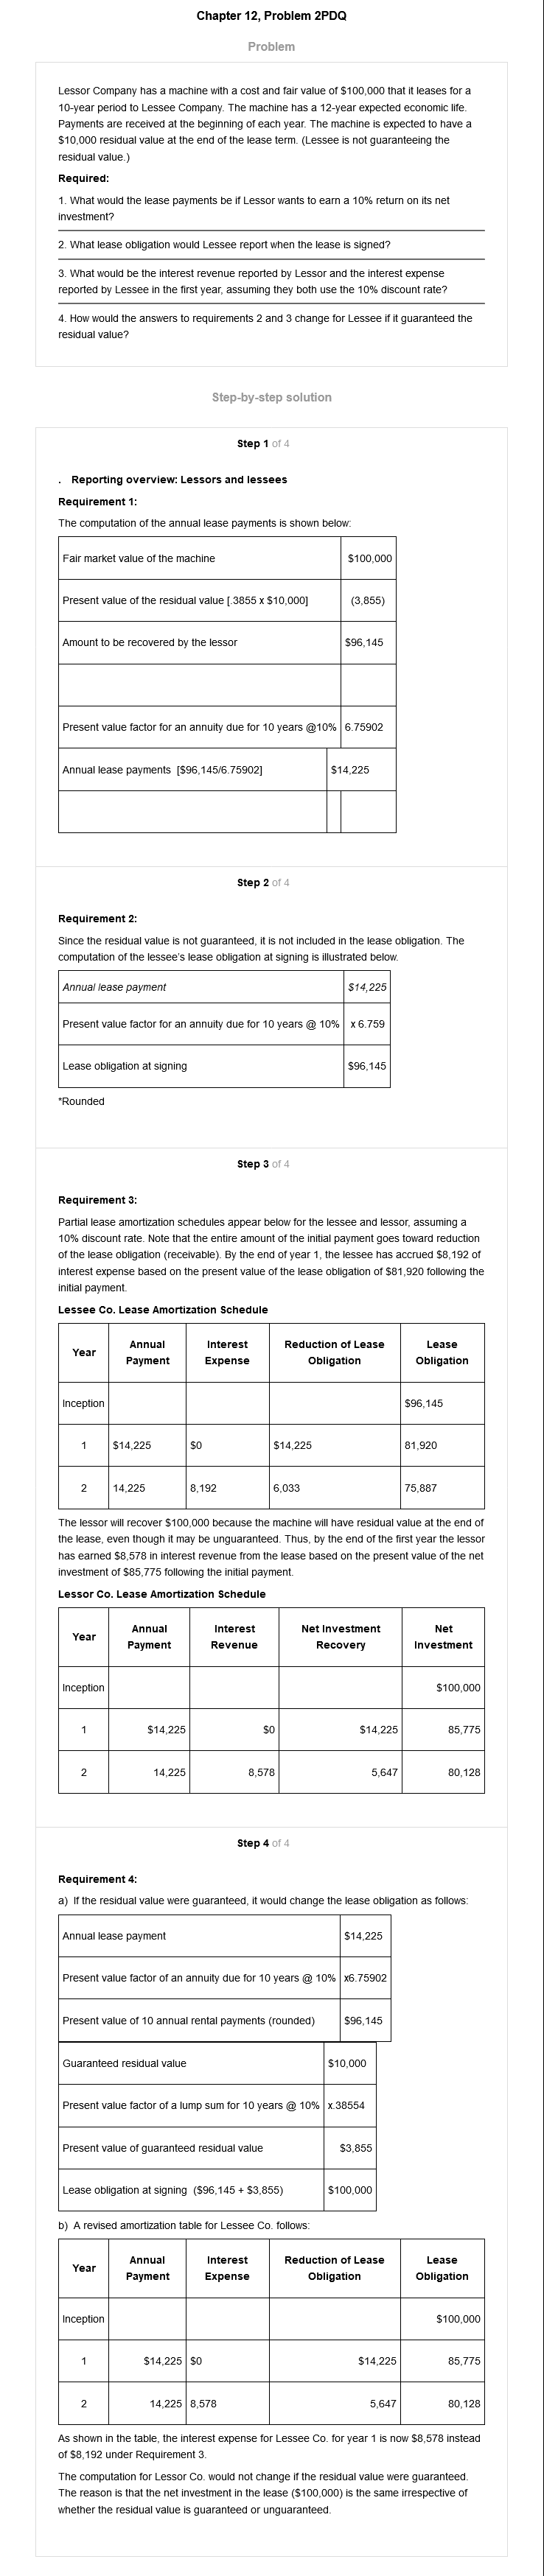 Chapter 12, Problem 2PDQ
Problem
Lessor Company has a machine with a cost and fair value of $100,000 that it leases for a
10-year period to Lessee Company. The machine has a 12-year expected economic life.
Payments are received at the beginning of each year. The machine is expected to have a
$10,000 residual value at the end of the lease term. (Lessee is not guaranteeing the
residual value.)
Required:
1. What would the lease payments be if Lessor wants to earn a 10% return on its net
investment?
2. What lease obligation would Lessee report when the lease is signed?
3. What would be the interest revenue reported by Lessor and the interest expense
reported by Lessee in the first year, assuming they both use the 10% discount rate?
4. How would the answers to requirements 2 and 3 change for Lessee if it guaranteed the
residual value?
Step-by-step solution
Step 1 of 4
. Reporting overview: Lessors and lessees
Requirement 1:
The computation of the annual lease payments is shown below:
Fair market value of the machine $100,000
Present value of the residual value [.3855 x $10,000] (3,855)
Amount to be recovered by the lessor $96,145
Present value factor for an annuity due for 10 years @10% 6.75902
Annual lease payments [$96,145/6.75902] $14,225
Step 2 of 4
Requirement 2:
Since the residual value is not guaranteed, it is not included in the lease obligation. The
computation of the lessee's lease obligation at signing is illustrated below.
Annual lease payment $14,225
Present value factor for an annuity due for 10 years @ 10% x 6.759
Lease obligation at signing $96,145
*Rounded
Step 3 of 4
Requirement 3:
Partial lease amortization schedules appear below for the lessee and lessor, assuming a
10% discount rate. Note that the entire amount of the initial payment goes toward reduction
of the lease obligation (receivable). By the end of year 1, the lessee has accrued $8,192 of
interest expense based on the present value of the lease obligation of $81,920 following the
initial payment.
Lessee Co. Lease Amortization Schedule
Year Annual Payment Interest Expense Reduction of Lease Obligation Lease Obligation
Inception $96,145
1 $14,225 $0 $14,225 81,920
2 14,225 8,192 6,033 75,887
The lessor will recover $100,000 because the machine will have residual value at the end of
the lease, even though it may be unguaranteed. Thus, by the end of the first year the lessor
has earned $8,578 in interest revenue from the lease based on the present value of the net
investment of $85,775 following the initial payment.
Lessor Co. Lease Amortization Schedule
Year Annual Payment Interest Revenue Net Investment Recovery Net Investment
Inception $100,000
1 $14,225 $0 $14,225 85,775
2 14,225 8,578 5,647 80,128
Step 4 of 4
Requirement 4:
a) If the residual value were guaranteed, it would change the lease obligation as follows:
Annual lease payment $14,225
Present value factor of an annuity due for 10 years @ 10% x6.75902
Present value of 10 annual rental payments (rounded) $96,145
Guaranteed residual value $10,000
Present value factor of a lump sum for 10 years @ 10% x.38554
Present value of guaranteed residual value $3,855
Lease obligation at signing ($96,145 + $3,855) $100,000
b) A revised amortization table for Lessee Co. follows:
Year Annual Payment Interest Expense Reduction of Lease Obligation Lease Obligation
Inception $100,000
1 $14,225 $0 $14,225 85,775
2 14,225 8,578 5,647 80,128
As shown in the table, the interest expense for Lessee Co. for year 1 is now $8,578 instead
of $8,192 under Requirement 3.
The computation for Lessor Co. would not change if the residual value were guaranteed.
The reason is that the net investment in the lease ($100,000) is the same irrespective of
whether the residual value is guaranteed or unguaranteed.